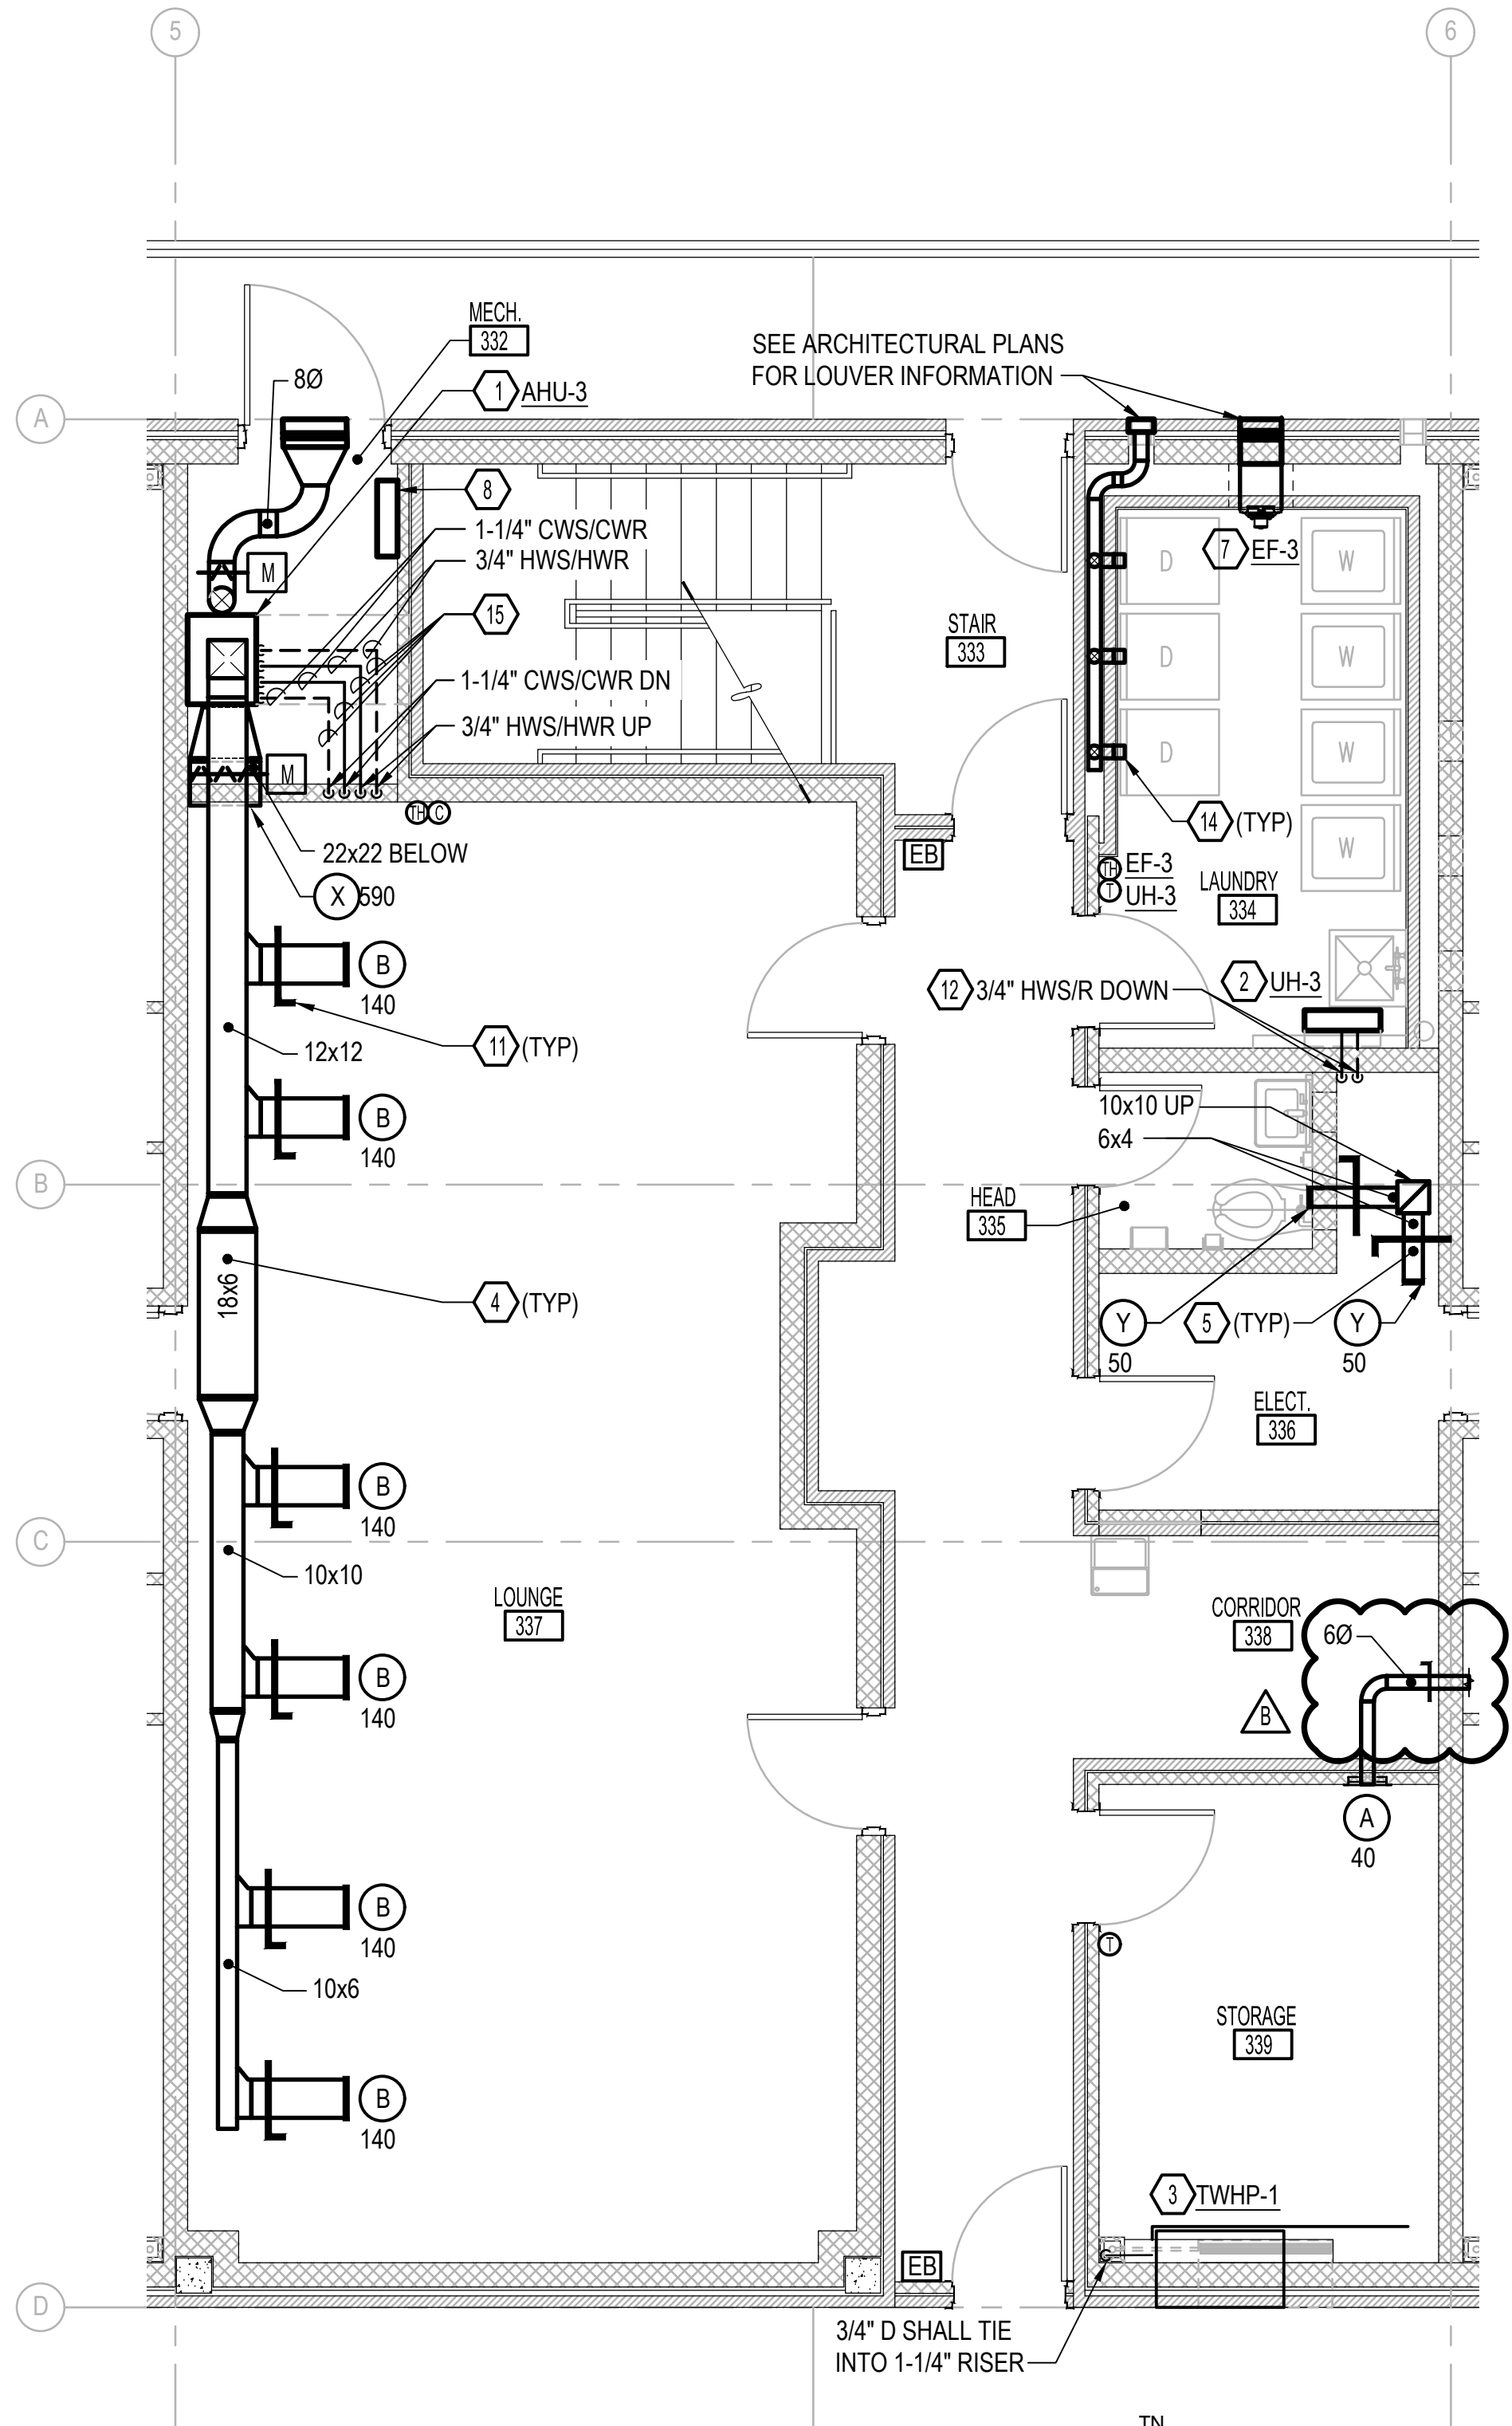 5
6
MECH.
332
1 AHU-3
8Ø
SEE ARCHITECTURAL PLANS
FOR LOUVER INFORMATION
A
8
1-1/4" CWS/CWR
3/4" HWS/HWR
M
15
7 EF-3
D
W
STAIR
333
D
W
1-1/4" CWS/CWR DN
3/4" HWS/HWR UP
M
D
W
TH C
14 (TYP)
W
22x22 BELOW
EB
TH EF-3
T UH-3
LAUNDRY
334
X 590
B
140
12 3/4" HWS/R DOWN
2 UH-3
11 (TYP)
12x12
B
140
10x10 UP
6x4
B
HEAD
335
18x6
4 (TYP)
Y
50
5 (TYP)
Y
50
ELECT.
336
B
140
C
10x10
LOUNGE
337
CORRIDOR
338
6Ø
B
140
B
A
40
B
140
T
10x6
STORAGE
339
B
140
3 TWHP-1
EB
D
3/4" D SHALL TIE
INTO 1-1/4" RISER
TN